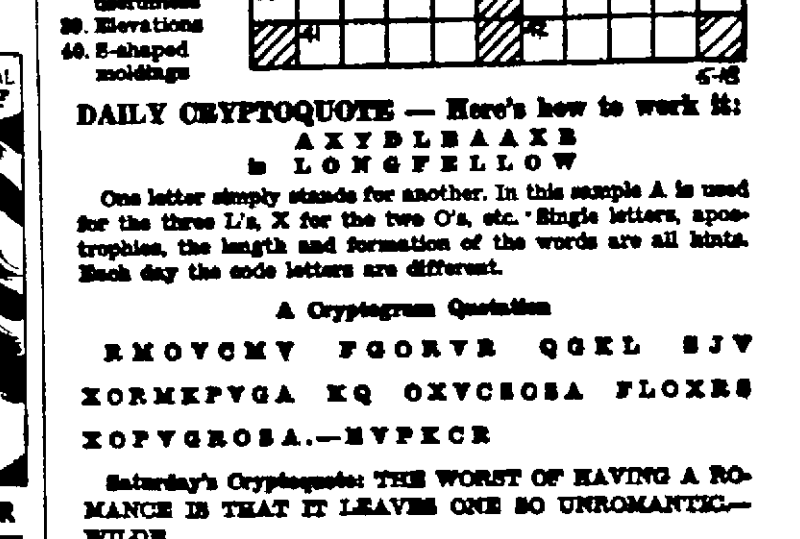 39. Elevations
40. S-shaped
moldings
41 42
5-18
DAILY CRYPTOQUOTE — Here's how to work it:
A X Y D L B A A X R
is L O N G F E L L O W
One letter simply stands for another. In this sample A is used
for the three L's, X for the two O's, etc. Single letters, apos-
trophies, the length and formation of the words are all hints.
Each day the code letters are different.
A Cryptogram Quotation
R M O V C M V F G O R V R Q G K L S J V
X O R M K P V G A K Q O X V C S O S A F L O X R S
X O P V G R O S A .—
Saturday's Cryptoquote: THE WORST OF HAVING A RO-
MANCE IS THAT IT LEAVES ONE SO UNROMANTIC.—
WILDE